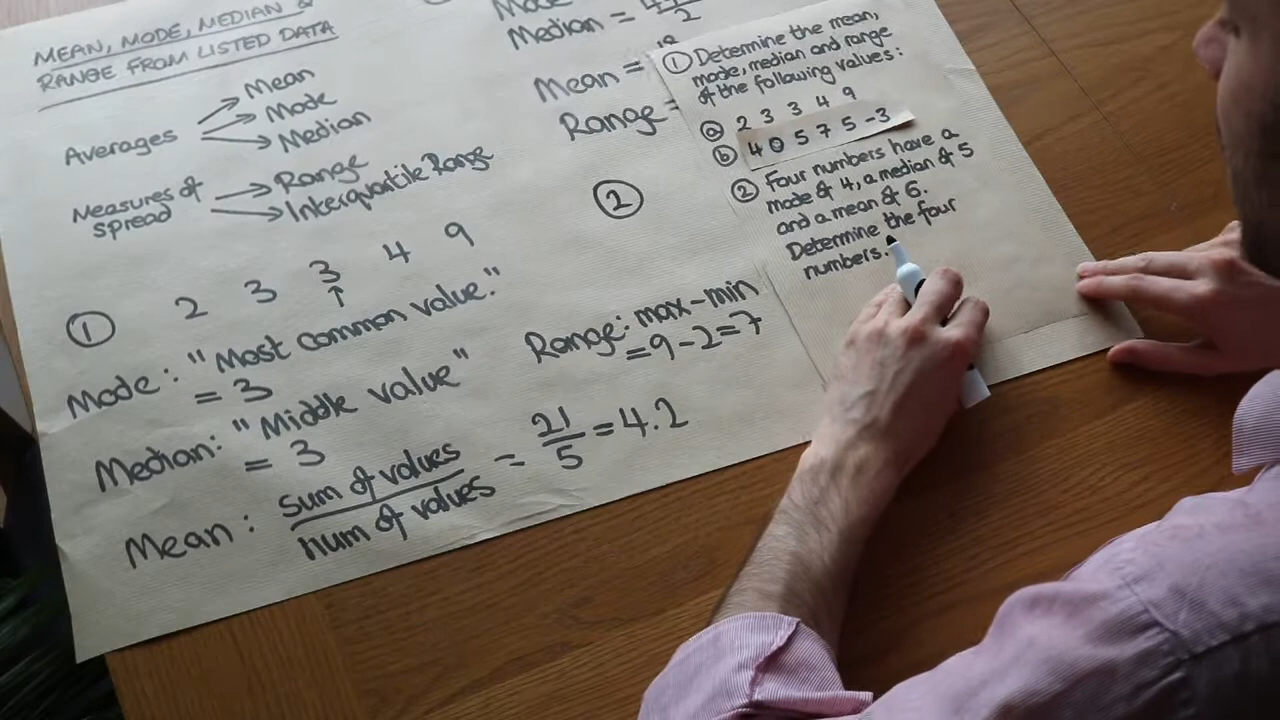 MEAN, MODE, MEDIAN &
RANGE FROM LISTED DATA
Averages
Mean
Mode
Median
Measures of
spread
Range
Interquartile Range
① 2 3 3 4 9
↑
Mode: "Most common value."
= 3
Median: "Middle value"
= 3
Mean: sum of values
num of values
= 21
5
= 4.2
Range: max-min
= 9 - 2 = 7
Mode
Median =
2
Mean =
Range =
②
① Determine the mean,
mode, median and range
of the following values:
ⓐ 2 3 3 4 9
ⓑ 4 0 5 7 5 -3
② Four numbers have a
mode of 4, a median of 5
and a mean of 6.
Determine the four
numbers.